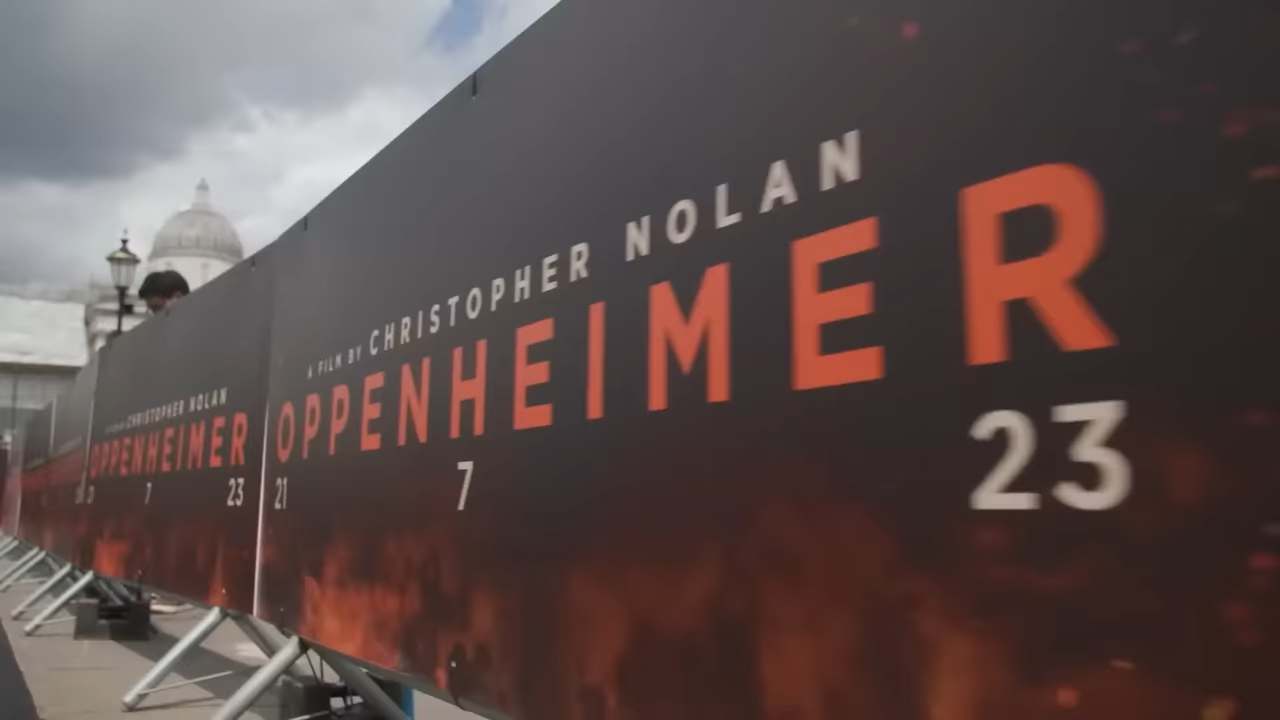 A FILM BY CHRISTOPHER NOLAN
OPPENHEIMER
21 7 23
CHRISTOPHER NOLAN
OPPENHEIMER
7 23